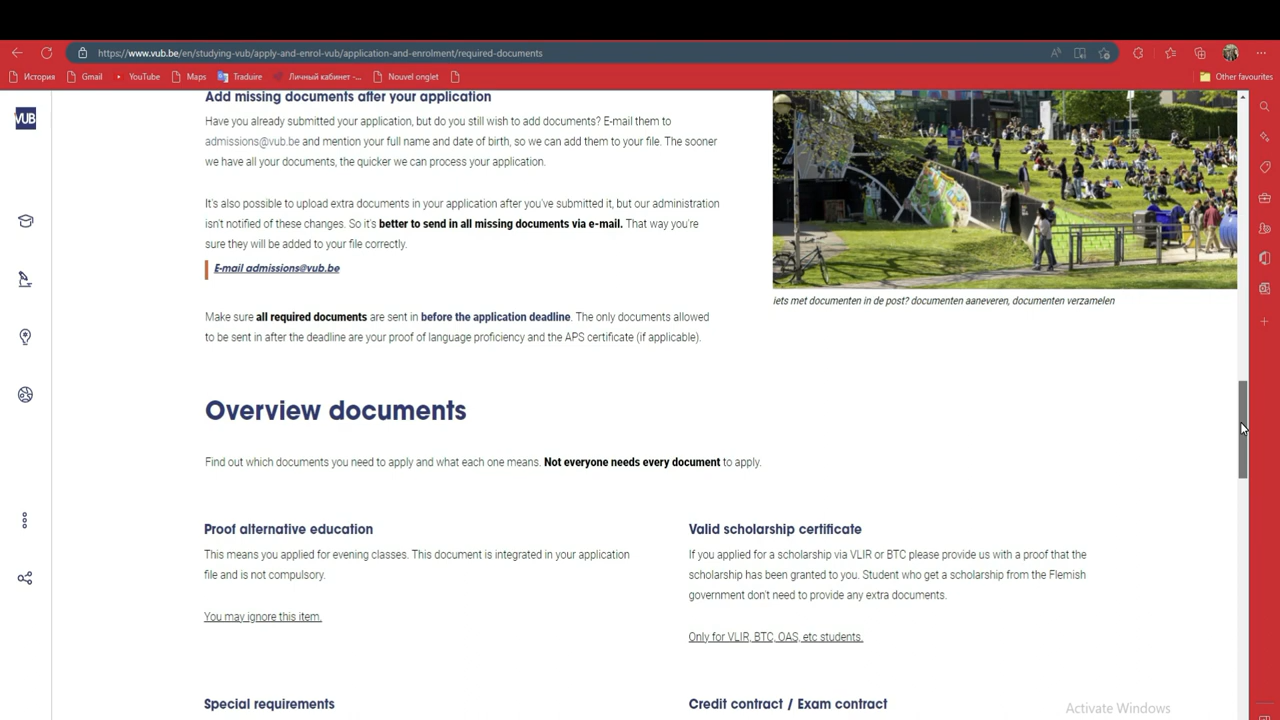 https://www.vub.be/en/studying-vub/apply-and-enrol-vub/application-and-enrolment/required-documents
История Gmail YouTube Maps Traduire Личный кабинет -... Nouvel onglet Other favourites
VUB
Add missing documents after your application
Have you already submitted your application, but do you still wish to add documents? E-mail them to
admissions@vub.be and mention your full name and date of birth, so we can add them to your file. The sooner
we have all your documents, the quicker we can process your application.
It's also possible to upload extra documents in your application after you've submitted it, but our administration
isn't notified of these changes. So it's better to send in all missing documents via e-mail. That way you're
sure they will be added to your file correctly.
E-mail admissions@vub.be
Make sure all required documents are sent in before the application deadline. The only documents allowed
to be sent in after the deadline are your proof of language proficiency and the APS certificate (if applicable).
iets met documenten in de post? documenten aaneveren, documenten verzamelen
Overview documents
Find out which documents you need to apply and what each one means. Not everyone needs every document to apply.
Proof alternative education
This means you applied for evening classes. This document is integrated in your application
file and is not compulsory.
You may ignore this item.
Valid scholarship certificate
If you applied for a scholarship via VLIR or BTC please provide us with a proof that the
scholarship has been granted to you. Student who get a scholarship from the Flemish
government don't need to provide any extra documents.
Only for VLIR, BTC, OAS, etc students.
Special requirements
Credit contract / Exam contract
Activate Windows